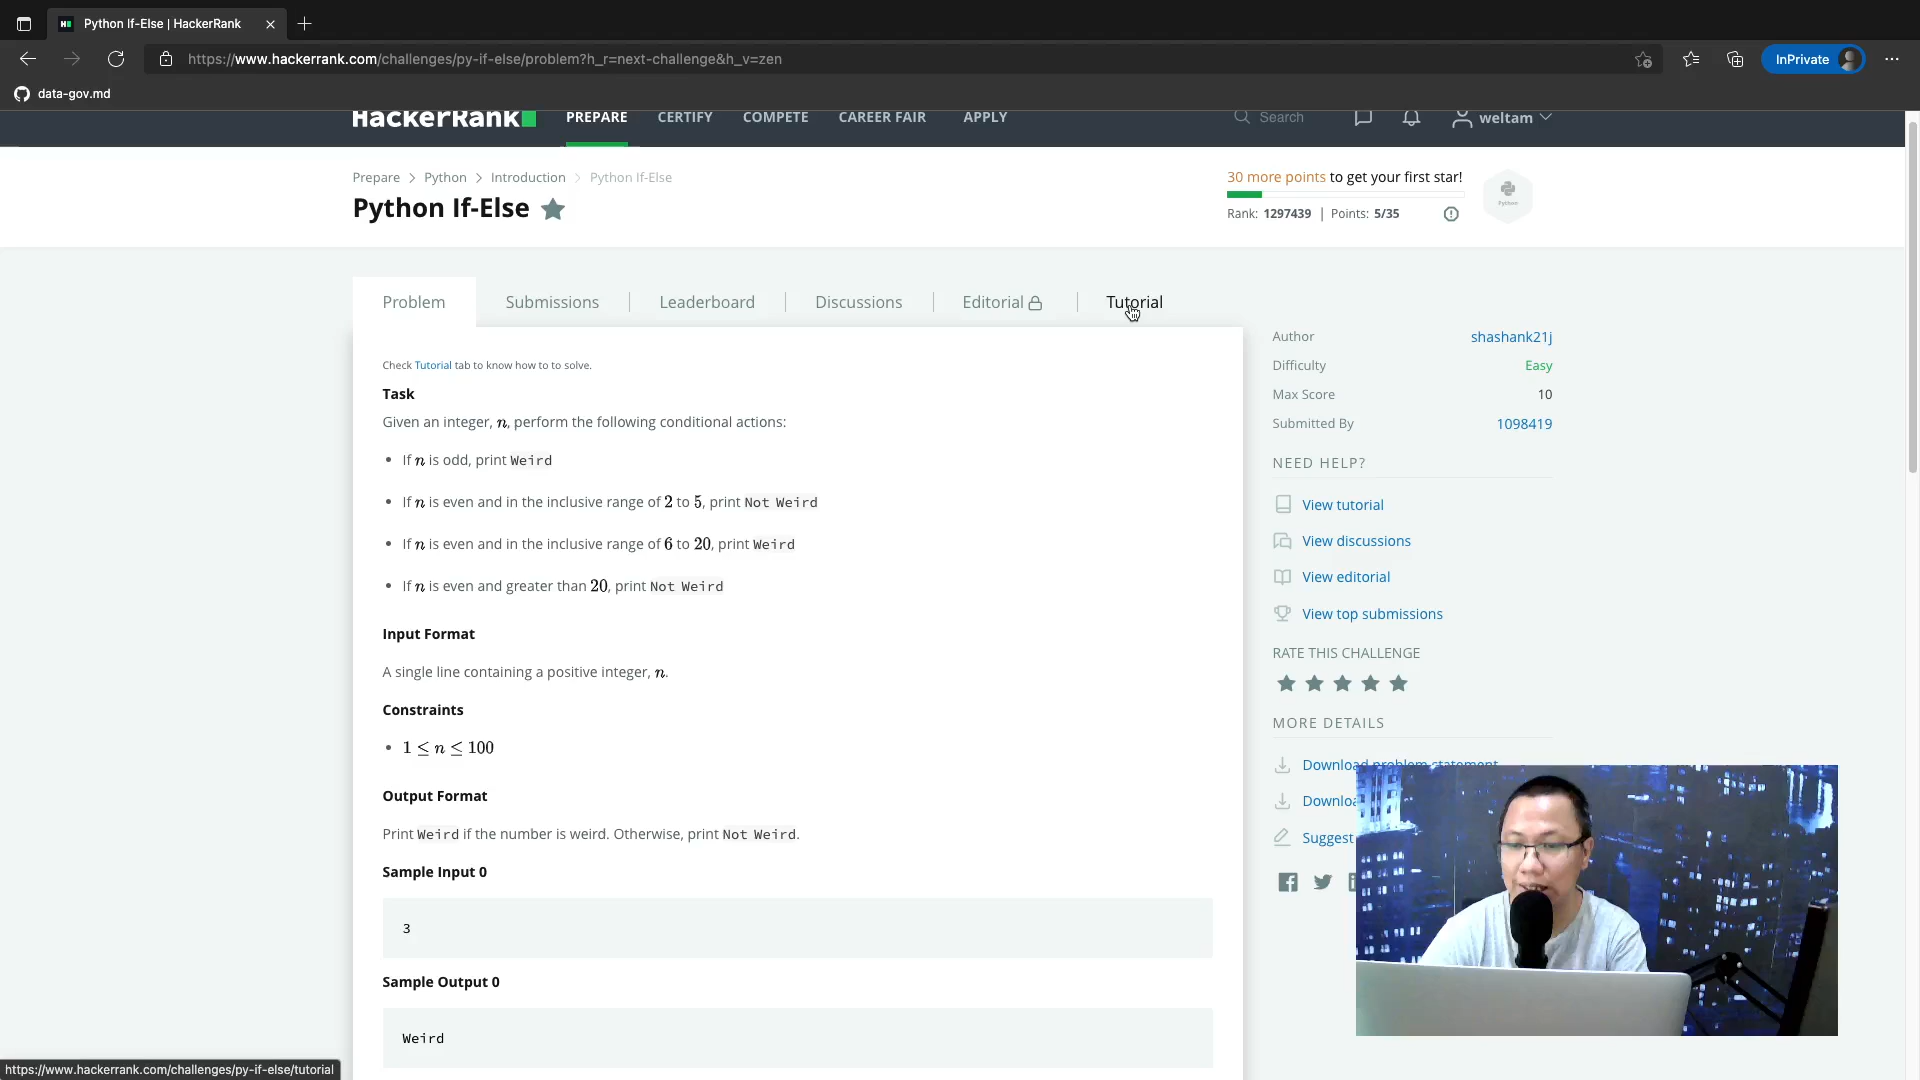 Python If-Else | HackerRank
https://www.hackerrank.com/challenges/py-if-else/problem?h_r=next-challenge&h_v=zen
InPrivate
data-gov.md
HackerRank
PREPARE
CERTIFY
COMPETE
CAREER FAIR
APPLY
Search
weltam
Prepare > Python > Introduction > Python If-Else
Python If-Else
30 more points to get your first star!
Rank: 1297439 | Points: 5/35
Python
Problem
Submissions
Leaderboard
Discussions
Editorial
Tutorial
Check Tutorial tab to know how to to solve.
Task
Given an integer, n, perform the following conditional actions:
• If n is odd, print Weird
• If n is even and in the inclusive range of 2 to 5, print Not Weird
• If n is even and in the inclusive range of 6 to 20, print Weird
• If n is even and greater than 20, print Not Weird
Input Format
A single line containing a positive integer, n.
Constraints
• 1 ≤ n ≤ 100
Output Format
Print Weird if the number is weird. Otherwise, print Not Weird.
Sample Input 0
3
Sample Output 0
Weird
Author shashank21j
Difficulty Easy
Max Score 10
Submitted By 1098419
NEED HELP?
View tutorial
View discussions
View editorial
View top submissions
RATE THIS CHALLENGE
MORE DETAILS
Download problem statement
Suggest
https://www.hackerrank.com/challenges/py-if-else/tutorial